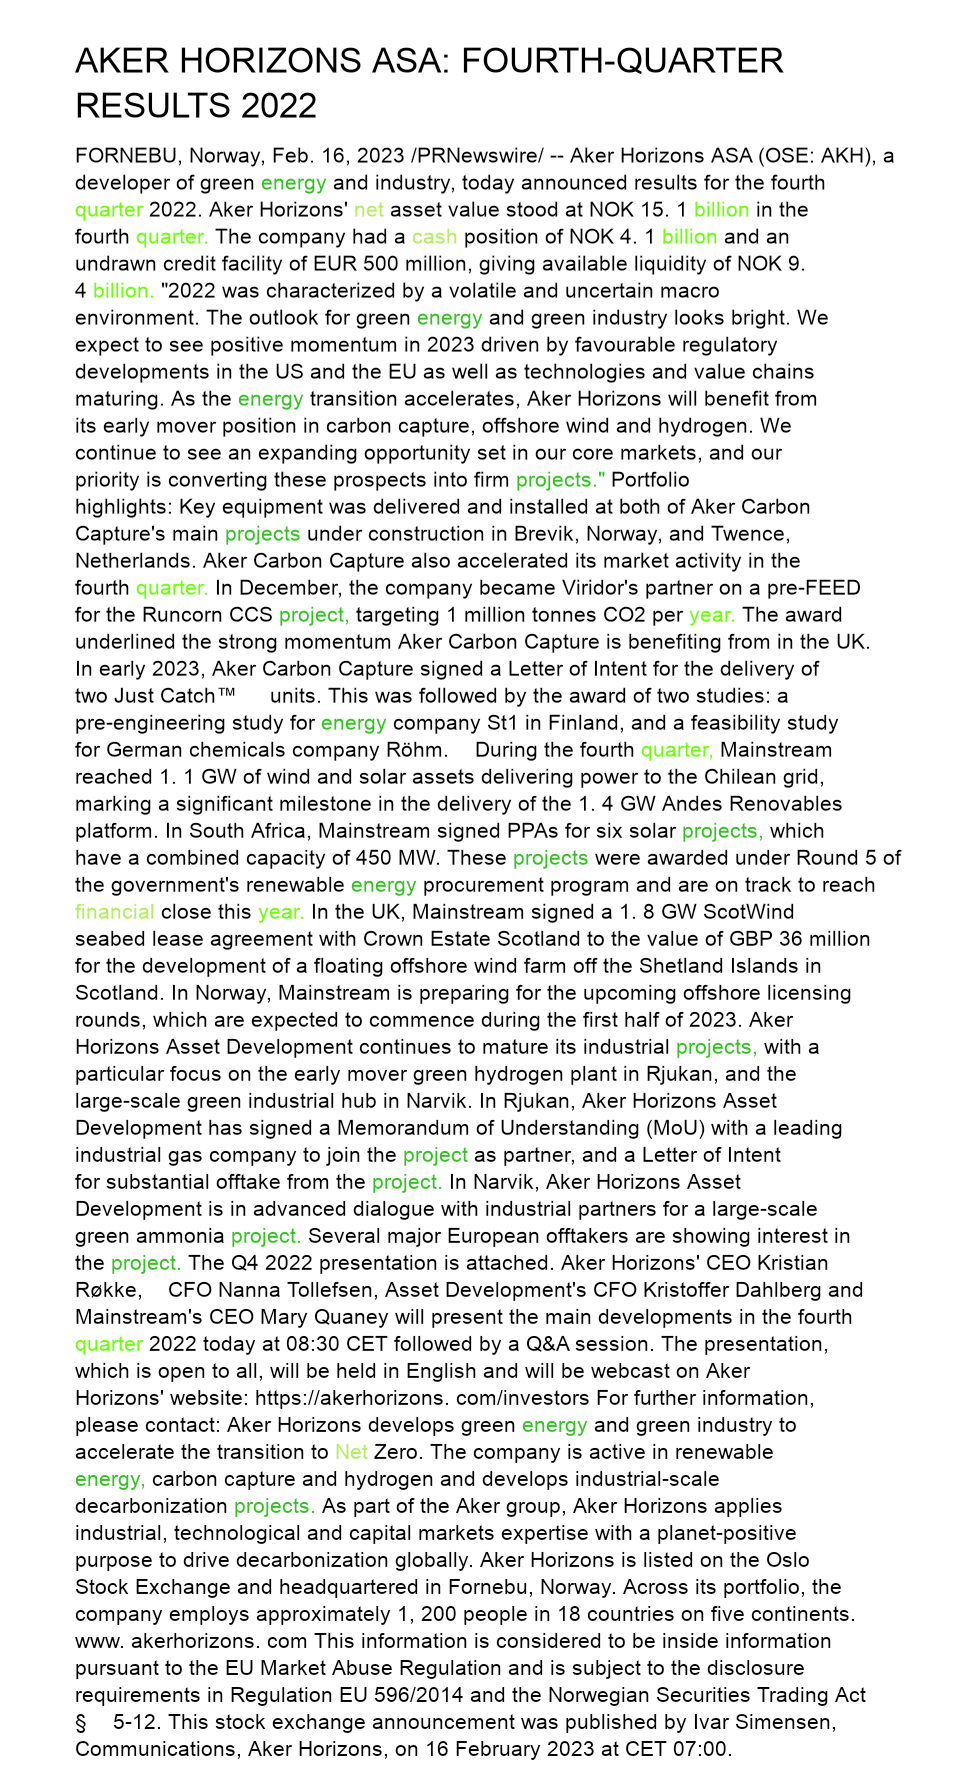 AKER HORIZONS ASA: FOURTH-QUARTER
RESULTS 2022
FORNEBU, Norway, Feb. 16, 2023 /PRNewswire/ -- Aker Horizons ASA (OSE: AKH), a
developer of green energy and industry, today announced results for the fourth
quarter 2022. Aker Horizons' net asset value stood at NOK 15. 1 billion in the
fourth quarter. The company had a cash position of NOK 4. 1 billion and an
undrawn credit facility of EUR 500 million, giving available liquidity of NOK 9.
4 billion. "2022 was characterized by a volatile and uncertain macro
environment. The outlook for green energy and green industry looks bright. We
expect to see positive momentum in 2023 driven by favourable regulatory
developments in the US and the EU as well as technologies and value chains
maturing. As the energy transition accelerates, Aker Horizons will benefit from
its early mover position in carbon capture, offshore wind and hydrogen. We
continue to see an expanding opportunity set in our core markets, and our
priority is converting these prospects into firm projects." Portfolio
highlights: Key equipment was delivered and installed at both of Aker Carbon
Capture's main projects under construction in Brevik, Norway, and Twence,
Netherlands. Aker Carbon Capture also accelerated its market activity in the
fourth quarter. In December, the company became Viridor's partner on a pre-FEED
for the Runcorn CCS project, targeting 1 million tonnes CO2 per year. The award
underlined the strong momentum Aker Carbon Capture is benefiting from in the UK.
In early 2023, Aker Carbon Capture signed a Letter of Intent for the delivery of
two Just Catch™ units. This was followed by the award of two studies: a
pre-engineering study for energy company St1 in Finland, and a feasibility study
for German chemicals company Röhm. During the fourth quarter, Mainstream
reached 1. 1 GW of wind and solar assets delivering power to the Chilean grid,
marking a significant milestone in the delivery of the 1. 4 GW Andes Renovables
platform. In South Africa, Mainstream signed PPAs for six solar projects, which
have a combined capacity of 450 MW. These projects were awarded under Round 5 of
the government's renewable energy procurement program and are on track to reach
financial close this year. In the UK, Mainstream signed a 1. 8 GW ScotWind
seabed lease agreement with Crown Estate Scotland to the value of GBP 36 million
for the development of a floating offshore wind farm off the Shetland Islands in
Scotland. In Norway, Mainstream is preparing for the upcoming offshore licensing
rounds, which are expected to commence during the first half of 2023. Aker
Horizons Asset Development continues to mature its industrial projects, with a
particular focus on the early mover green hydrogen plant in Rjukan, and the
large-scale green industrial hub in Narvik. In Rjukan, Aker Horizons Asset
Development has signed a Memorandum of Understanding (MoU) with a leading
industrial gas company to join the project as partner, and a Letter of Intent
for substantial offtake from the project. In Narvik, Aker Horizons Asset
Development is in advanced dialogue with industrial partners for a large-scale
green ammonia project. Several major European offtakers are showing interest in
the project. The Q4 2022 presentation is attached. Aker Horizons' CEO Kristian
Røkke, CFO Nanna Tollefsen, Asset Development's CFO Kristoffer Dahlberg and
Mainstream's CEO Mary Quaney will present the main developments in the fourth
quarter 2022 today at 08:30 CET followed by a Q&A session. The presentation,
which is open to all, will be held in English and will be webcast on Aker
Horizons' website: https://akerhorizons. com/investors For further information,
please contact: Aker Horizons develops green energy and green industry to
accelerate the transition to Net Zero. The company is active in renewable
energy, carbon capture and hydrogen and develops industrial-scale
decarbonization projects. As part of the Aker group, Aker Horizons applies
industrial, technological and capital markets expertise with a planet-positive
purpose to drive decarbonization globally. Aker Horizons is listed on the Oslo
Stock Exchange and headquartered in Fornebu, Norway. Across its portfolio, the
company employs approximately 1, 200 people in 18 countries on five continents.
www. akerhorizons. com This information is considered to be inside information
pursuant to the EU Market Abuse Regulation and is subject to the disclosure
requirements in Regulation EU 596/2014 and the Norwegian Securities Trading Act
§ 5-12. This stock exchange announcement was published by Ivar Simensen,
Communications, Aker Horizons, on 16 February 2023 at CET 07:00.